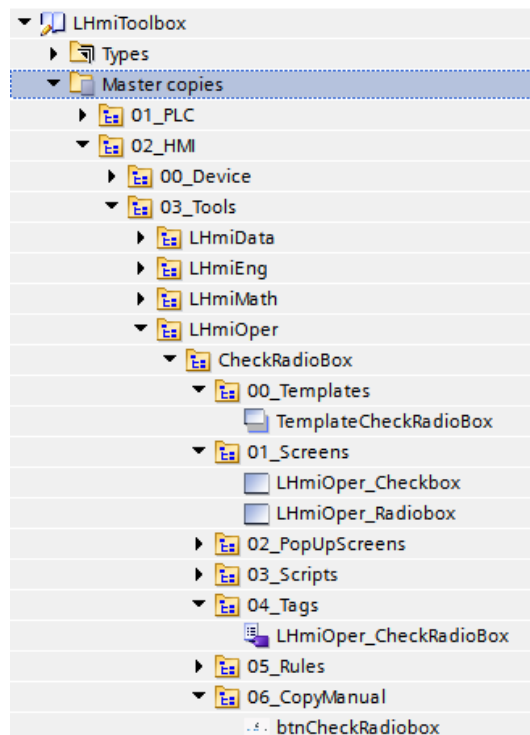 LHmiToolbox
Types
Master copies
01_PLC
02_HMI
00_Device
03_Tools
LHmiData
LHmiEng
LHmiMath
LHmiOper
CheckRadioBox
00_Templates
TemplateCheckRadioBox
01_Screens
LHmiOper_Checkbox
LHmiOper_Radiobox
02_PopUpScreens
03_Scripts
04_Tags
LHmiOper_CheckRadioBox
05_Rules
06_CopyManual
btnCheckRadiobox